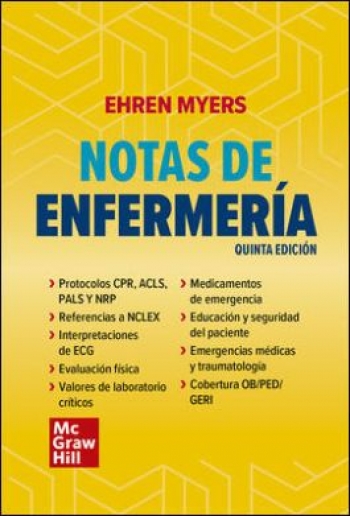 EHREN MYERS
NOTAS DE
ENFERMERÍA
QUINTA EDICIÓN
› Protocolos CPR, ACLS,
PALS Y NRP
› Referencias a NCLEX
› Interpretaciones
de ECG
› Evaluación física
› Valores de laboratorio
críticos
› Medicamentos
de emergencia
› Educación y seguridad
del paciente
› Emergencias médicas
y traumatología
› Cobertura OB/PED/
GERI
Mc
Graw
Hill